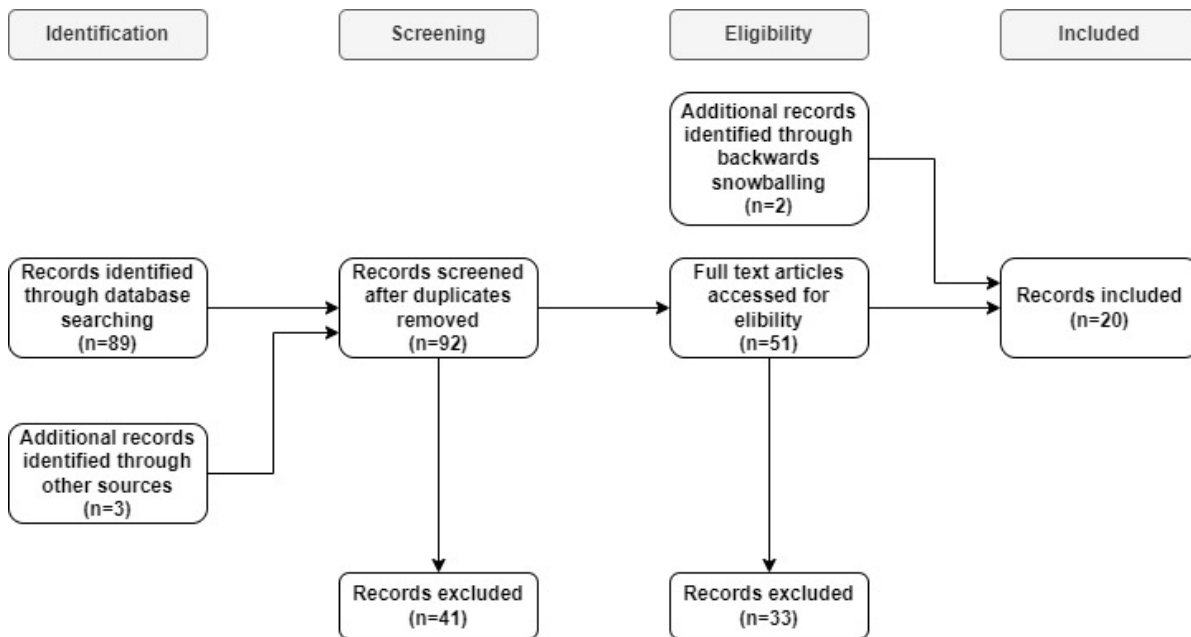 Identification
Screening
Eligibility
Included
Additional records
identified through
backwards
snowballing
(n=2)
Records identified
through database
searching
(n=89)
Records screened
after duplicates
removed
(n=92)
Full text articles
accessed for
elibility
(n=51)
Records included
(n=20)
Additional records
identified through
other sources
(n=3)
Records excluded
(n=41)
Records excluded
(n=33)